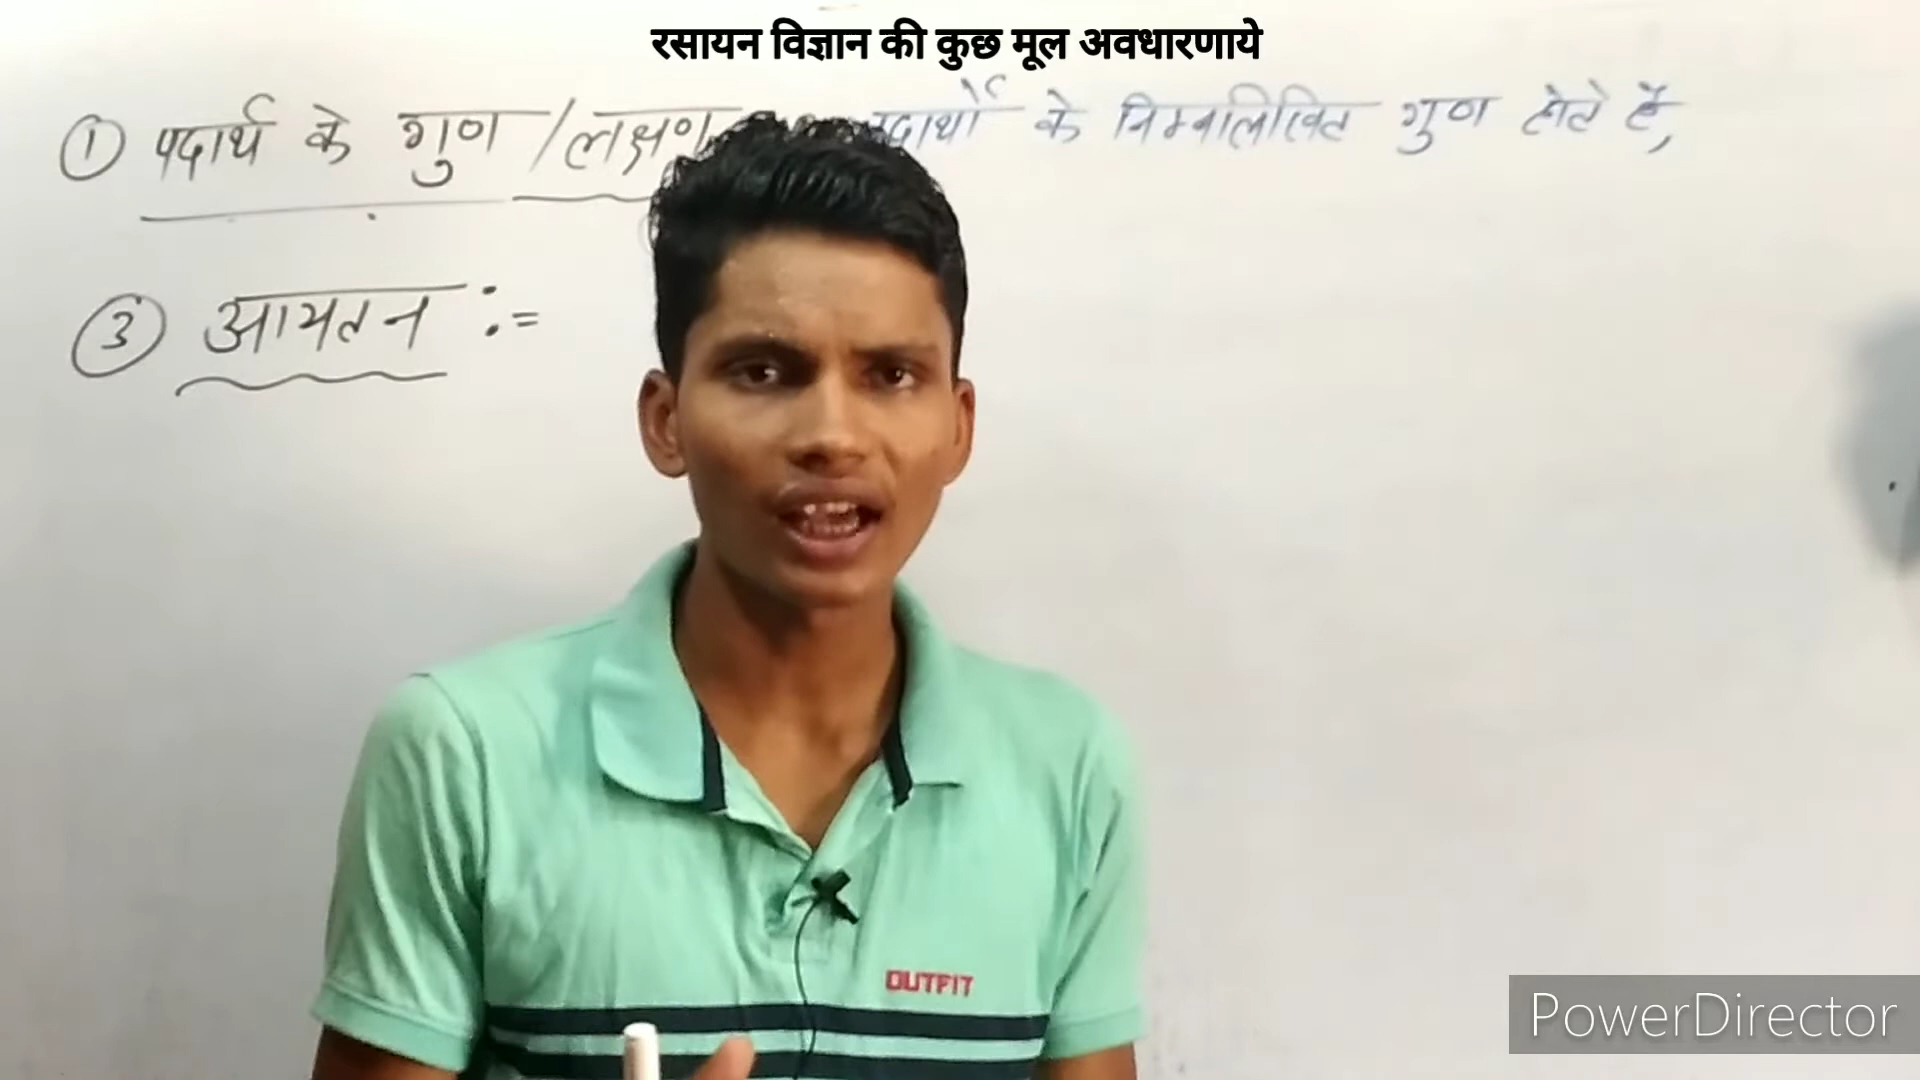 रसायन विज्ञान की कुछ मूल अवधारणाये
① पदार्थ के गुण /लक्षण पदार्थो के निम्नलिखित गुण होते हैं,
③ आयतन :=
OUTFIT
PowerDirector